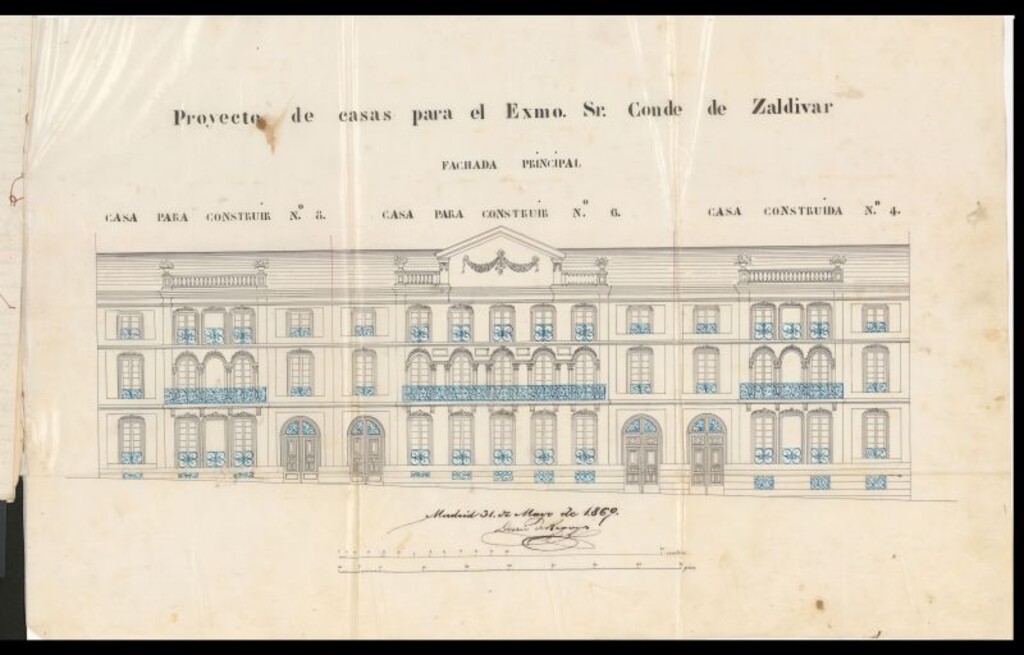 Proyecto de casas para el Exmo. Sr. Conde de Zaldivar
FACHADA PRINCIPAL
CASA PARA CONSTRUIR N.º 8.
CASA PARA CONSTRUIR N.º 6.
CASA CONSTRUIDA N.º 4.
Madrid 31 de Mayo de 1869.